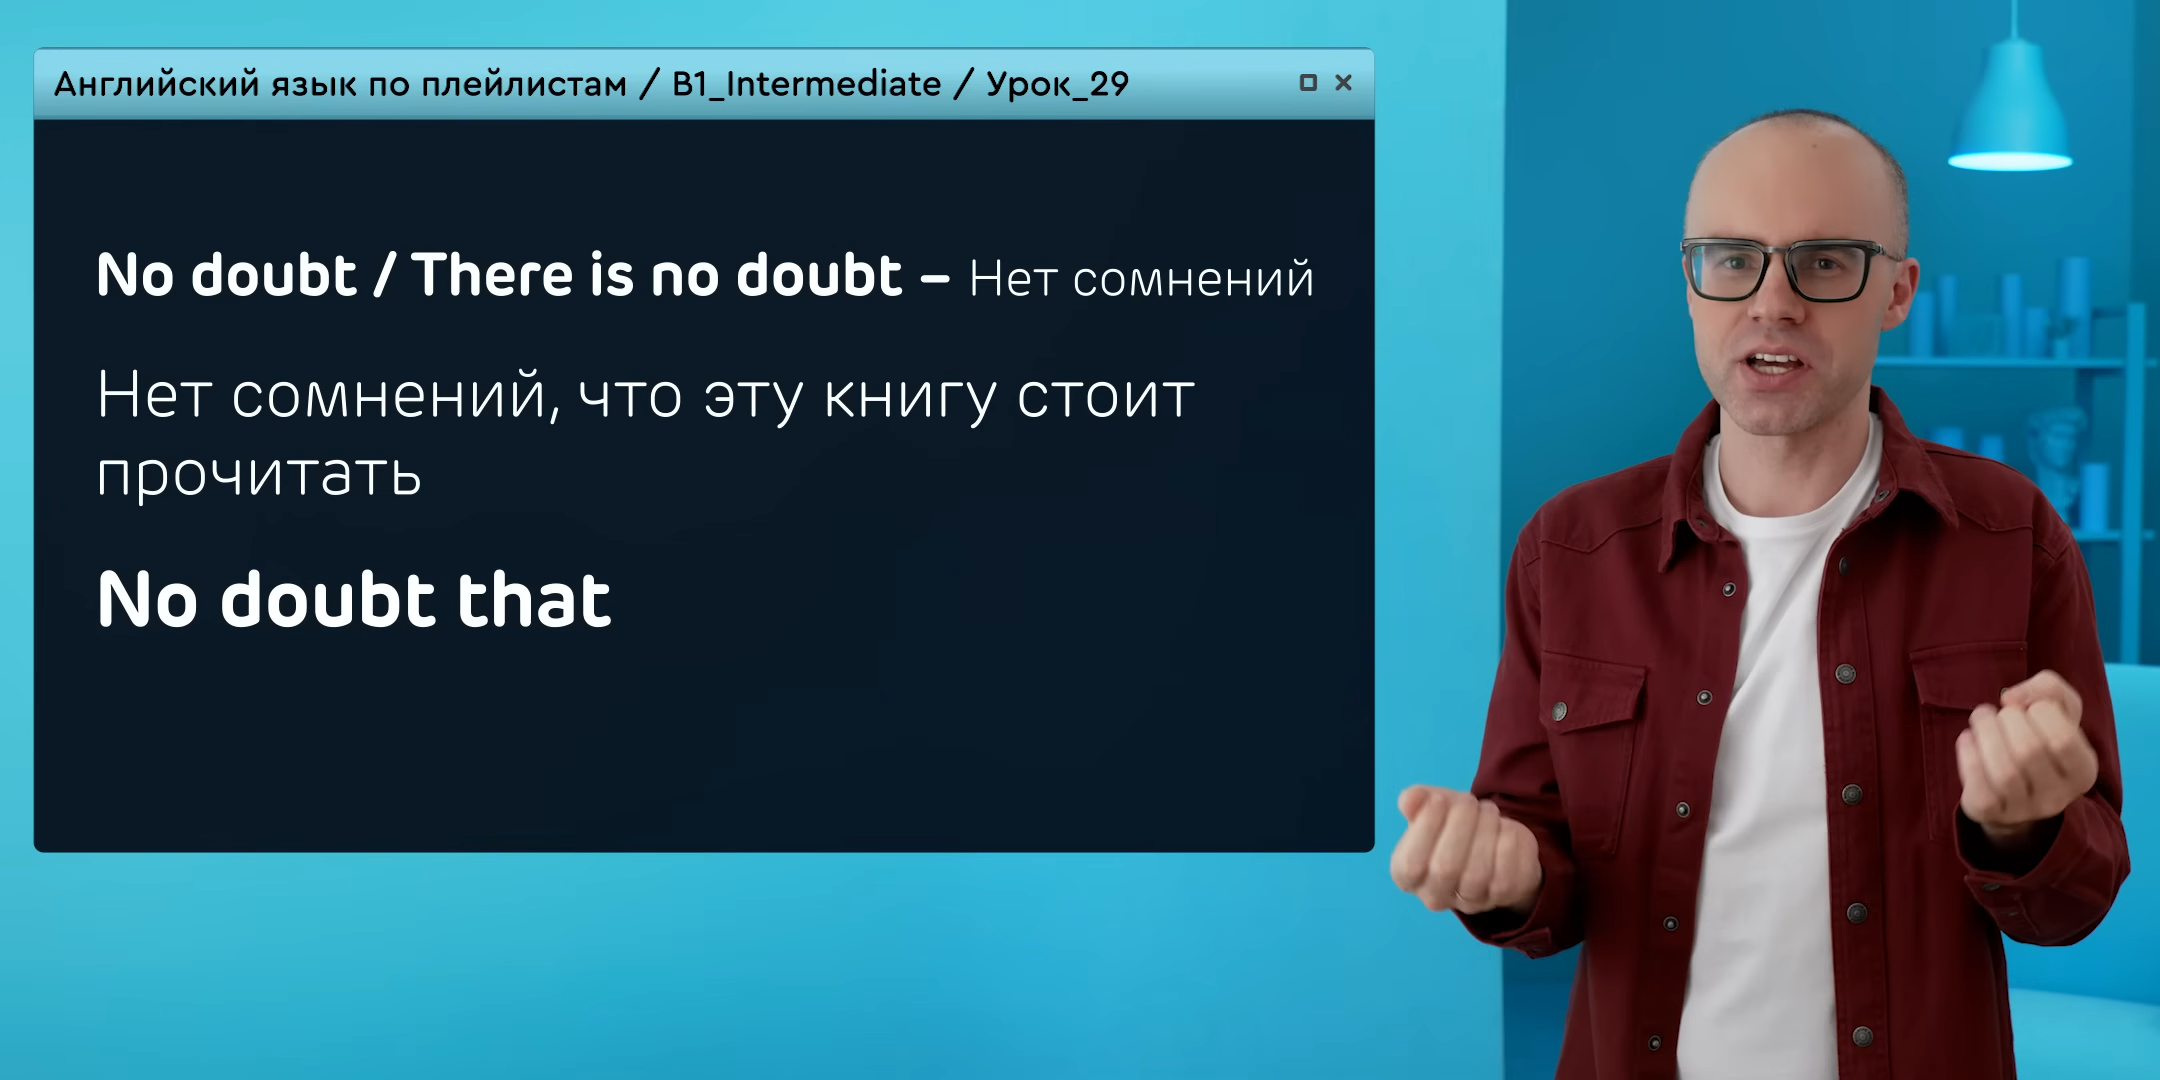 Английский язык по плейлистам / B1_Intermediate / Урок_29
No doubt / There is no doubt – Нет сомнений
Нет сомнений, что эту книгу стоит
прочитать
No doubt that